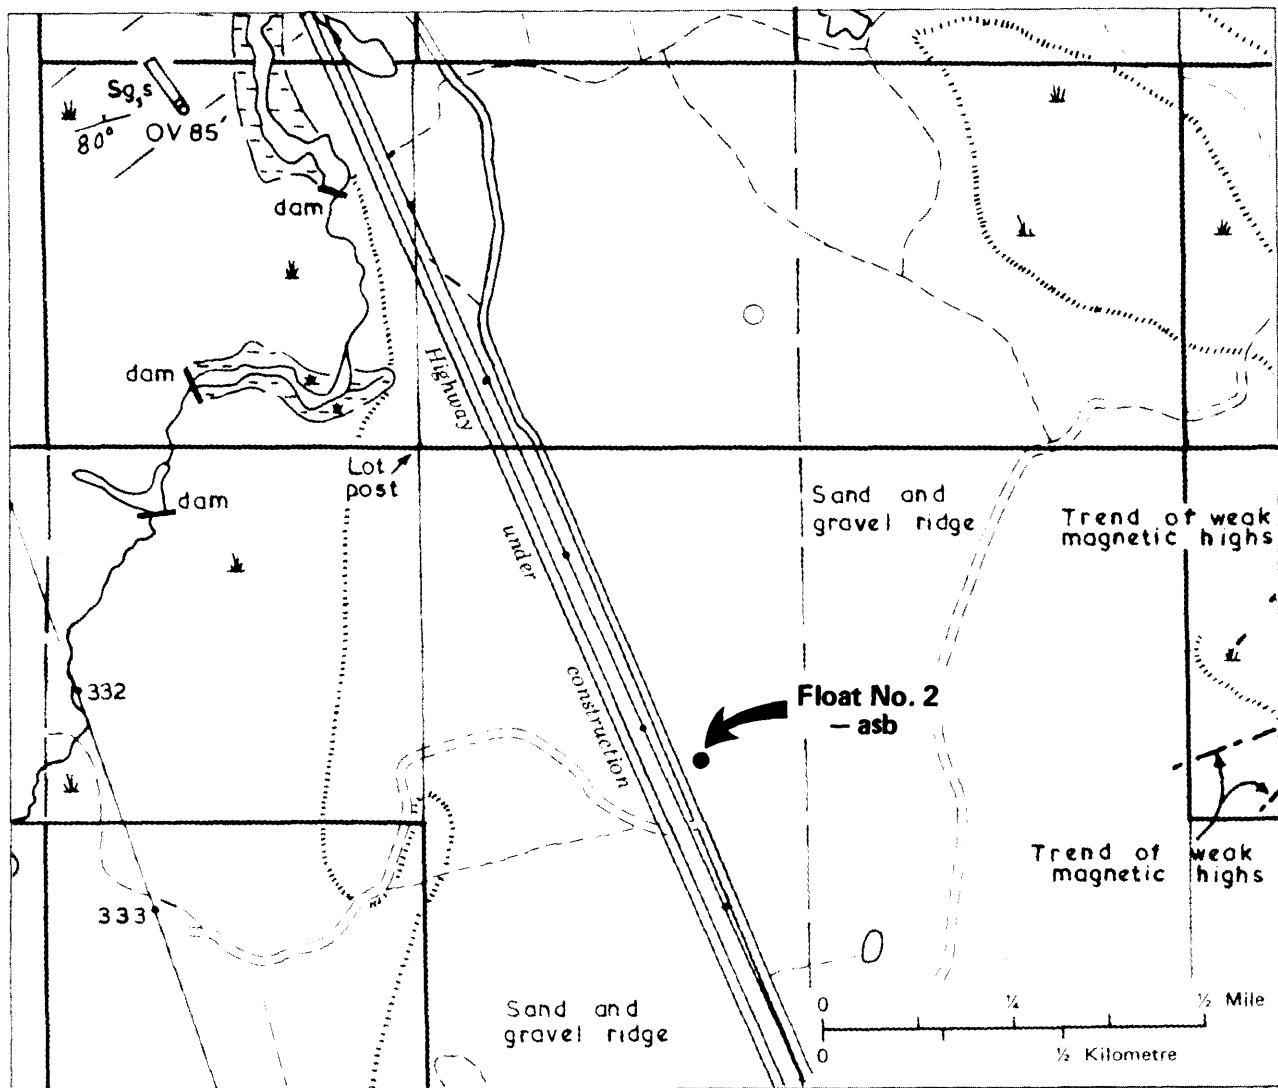 Sg,s
80°
OV 85'
dam
dam
Highway
Lot
post
dam
Sand and
gravel ridge
Trend of weak
magnetic highs
under
332
construction
Float No. 2
— asb
Trend of weak
magnetic highs
333
Sand and
gravel ridge
0 ¼ ½ Mile
0 ½ Kilometre